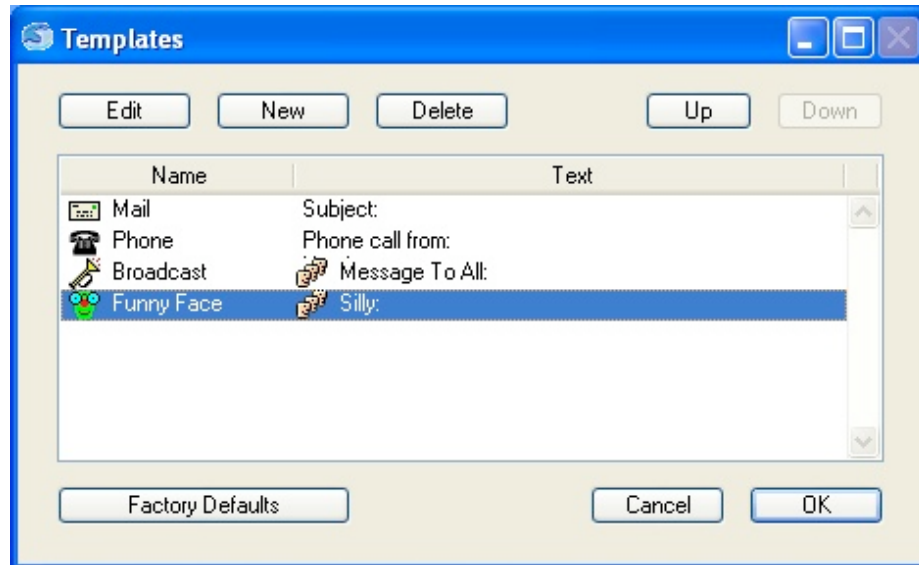 Templates
Edit New Delete Up Down
Name Text
Mail Subject:
Phone Phone call from:
Broadcast Message To All:
Funny Face Silly:
Factory Defaults Cancel OK